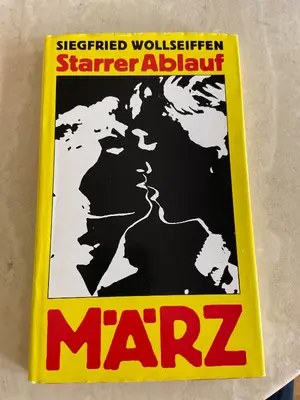 SIEGFRIED WOLLSEIFFEN
Starrer Ablauf
MÄRZ